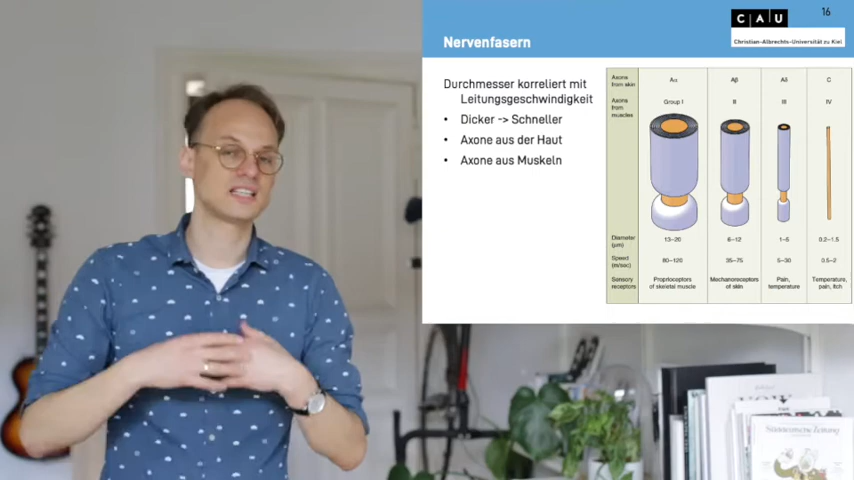 16
CAU
Christian-Albrechts-Universität zu Kiel
Nervenfasern
Durchmesser korreliert mit
Leitungsgeschwindigkeit
• Dicker -> Schneller
• Axone aus der Haut
• Axone aus Muskeln
Axons from skin Aα Aβ Aδ C
Axons from muscles Group I II III IV
Diameter (µm) 13-20 6-12 1-5 0.2-1.5
Speed (m/sec) 80-120 35-75 5-30 0.5-2
Sensory receptors Proprioceptors of skeletal muscle Mechanoreceptors of skin Pain, temperature Temperature, pain, itch
Süddeutsche Zeitung